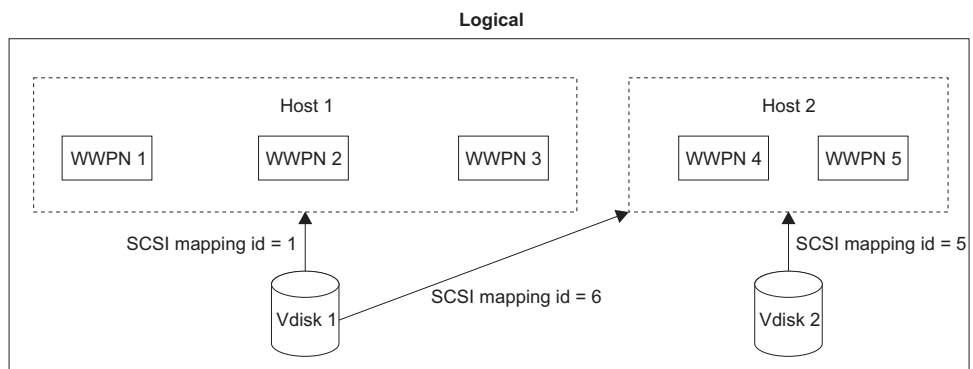 Logical
Host 1
Host 2
WWPN 1
WWPN 2
WWPN 3
WWPN 4
WWPN 5
SCSI mapping id = 1
SCSI mapping id = 5
SCSI mapping id = 6
Vdisk 1
Vdisk 2